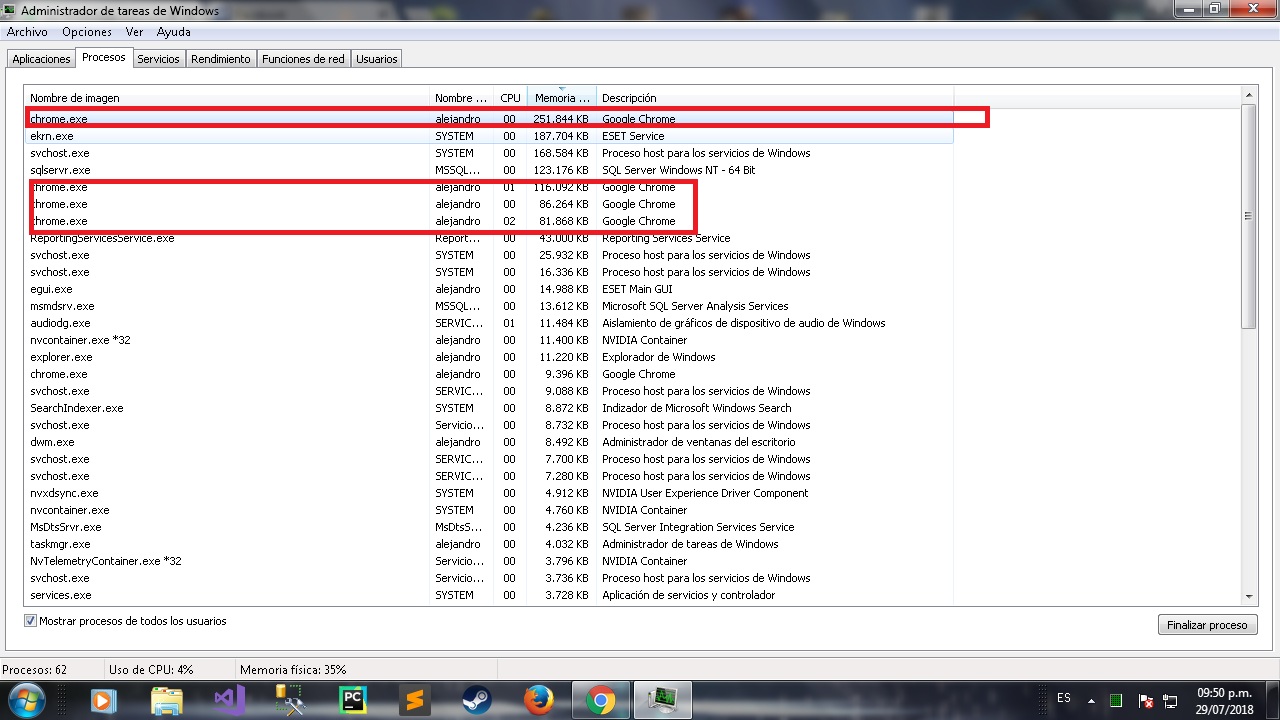 Administrador de tareas de Windows
Archivo Opciones Ver Ayuda
Aplicaciones Procesos Servicios Rendimiento Funciones de red Usuarios
Nombre de imagen Nombre ... CPU Memoria ... Descripción
chrome.exe alejandro 00 251.844 KB Google Chrome
ekrn.exe SYSTEM 00 187.704 KB ESET Service
svchost.exe SYSTEM 00 168.584 KB Proceso host para los servicios de Windows
sqlservr.exe MSSQL... 00 123.176 KB SQL Server Windows NT - 64 Bit
chrome.exe alejandro 01 116.092 KB Google Chrome
chrome.exe alejandro 00 86.264 KB Google Chrome
chrome.exe alejandro 02 81.868 KB Google Chrome
ReportingServicesService.exe Report... 00 43.000 KB Reporting Services Service
svchost.exe SYSTEM 00 25.932 KB Proceso host para los servicios de Windows
svchost.exe SYSTEM 00 16.336 KB Proceso host para los servicios de Windows
egui.exe alejandro 00 14.988 KB ESET Main GUI
msmdsrv.exe MSSQL... 00 13.612 KB Microsoft SQL Server Analysis Services
audiodg.exe SERVIC... 01 11.484 KB Aislamiento de gráficos de dispositivo de audio de Windows
nvcontainer.exe *32 alejandro 00 11.400 KB NVIDIA Container
explorer.exe alejandro 00 11.220 KB Explorador de Windows
chrome.exe alejandro 00 9.396 KB Google Chrome
svchost.exe SERVIC... 00 9.088 KB Proceso host para los servicios de Windows
SearchIndexer.exe SYSTEM 00 8.872 KB Indizador de Microsoft Windows Search
svchost.exe Servicio... 00 8.732 KB Proceso host para los servicios de Windows
dwm.exe alejandro 00 8.492 KB Administrador de ventanas del escritorio
svchost.exe SERVIC... 00 7.700 KB Proceso host para los servicios de Windows
svchost.exe SERVIC... 00 7.280 KB Proceso host para los servicios de Windows
nvxdsync.exe SYSTEM 00 4.912 KB NVIDIA User Experience Driver Component
nvcontainer.exe SYSTEM 00 4.760 KB NVIDIA Container
MsDtsSrvr.exe MsDtsS... 00 4.236 KB SQL Server Integration Services Service
taskmgr.exe alejandro 00 4.032 KB Administrador de tareas de Windows
NvTelemetryContainer.exe *32 Servicio... 00 3.796 KB NVIDIA Container
svchost.exe Servicio... 00 3.736 KB Proceso host para los servicios de Windows
services.exe SYSTEM 00 3.728 KB Aplicación de servicios y controlador
Mostrar procesos de todos los usuarios
Finalizar proceso
Procesos: 62 Uso de CPU: 4% Memoria física: 35%
PC
ES
09:50 p.m.
29/07/2018